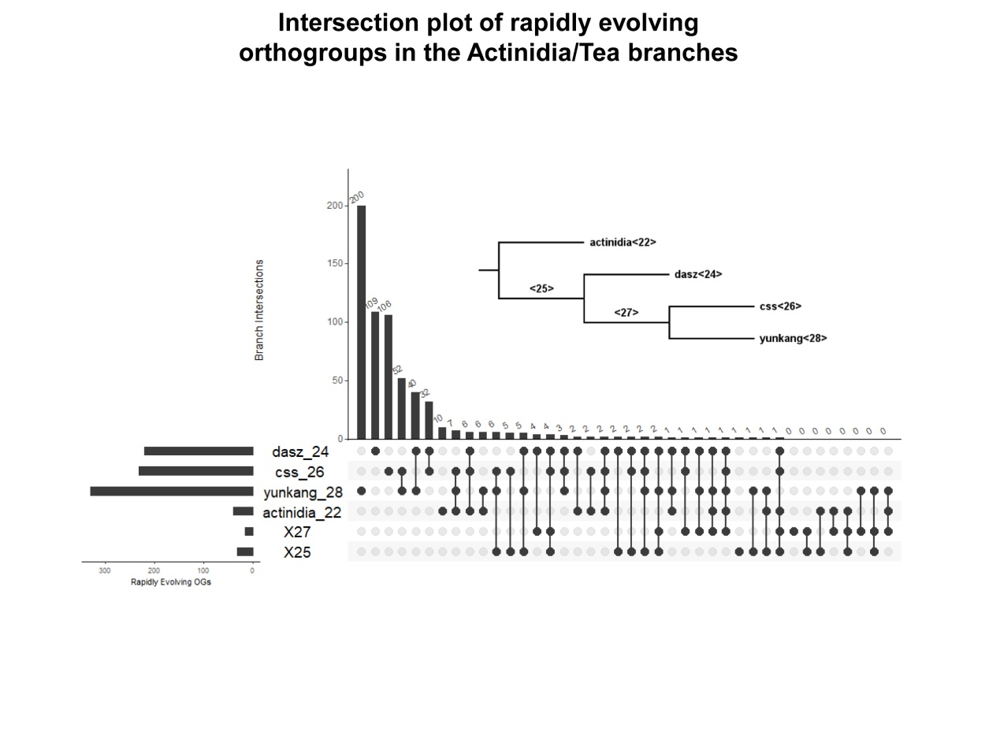 Intersection plot of rapidly evolving
orthogroups in the Actinidia/Tea branches
200
109
106
52
40
32
10 7 6 6 6 5 5 4 4 3 2 2 2 2 2 2 2 1 1 1 1 1 1 1 1 1 0 0 0 0 0 0 0 0
200
150
100
50
0
Branch Intersections
actinidia<22>
dasz<24>
<25>
css<26>
<27>
yunkang<28>
dasz_24
css_26
yunkang_28
actinidia_22
X27
X25
300 200 100 0
Rapidly Evolving OGs